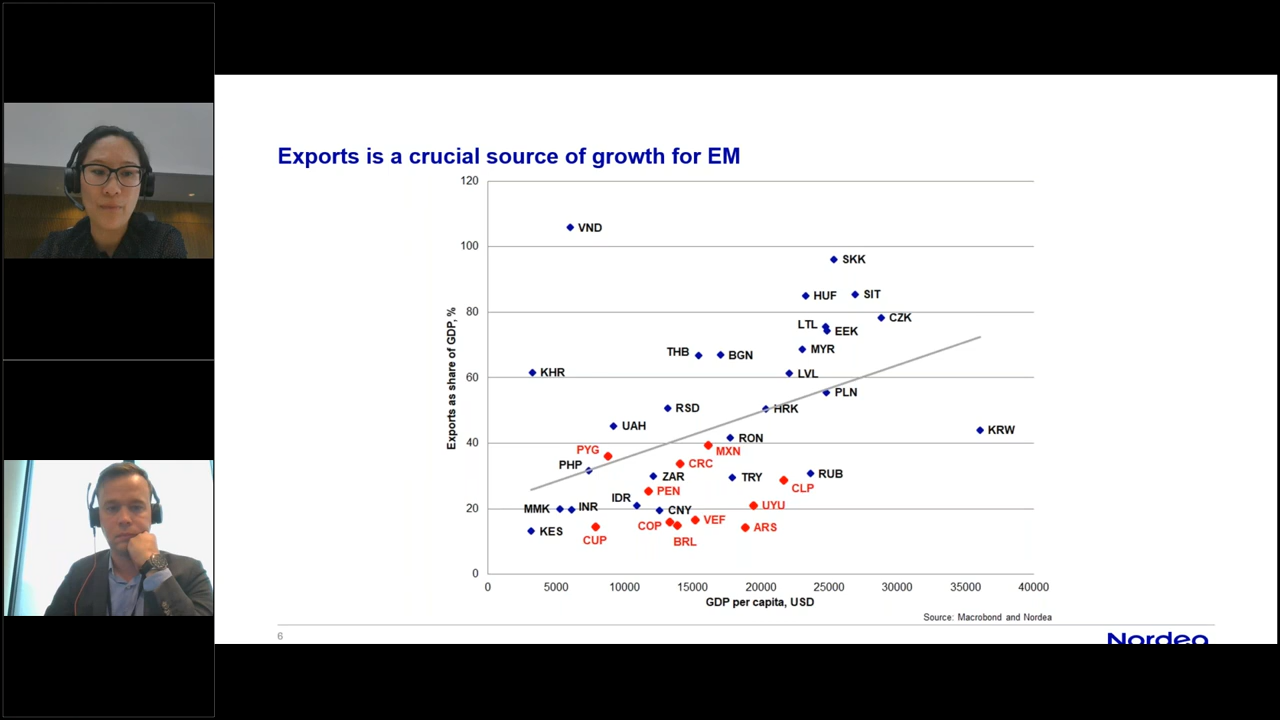 Exports is a crucial source of growth for EM
120
100
80
60
40
20
0
Exports as share of GDP, %
VND
SKK
HUF
SIT
CZK
LTL
EEK
MYR
THB
BGN
LVL
KHR
PLN
RSD
HRK
UAH
KRW
RON
PYG
MXN
PHP
CRC
ZAR
TRY
RUB
PEN
CLP
IDR
MMK
INR
CNY
UYU
COP
VEF
ARS
KES
CUP
BRL
0
5000
10000
15000
20000
25000
30000
35000
40000
GDP per capita, USD
Source: Macrobond and Nordea
6
Nordea